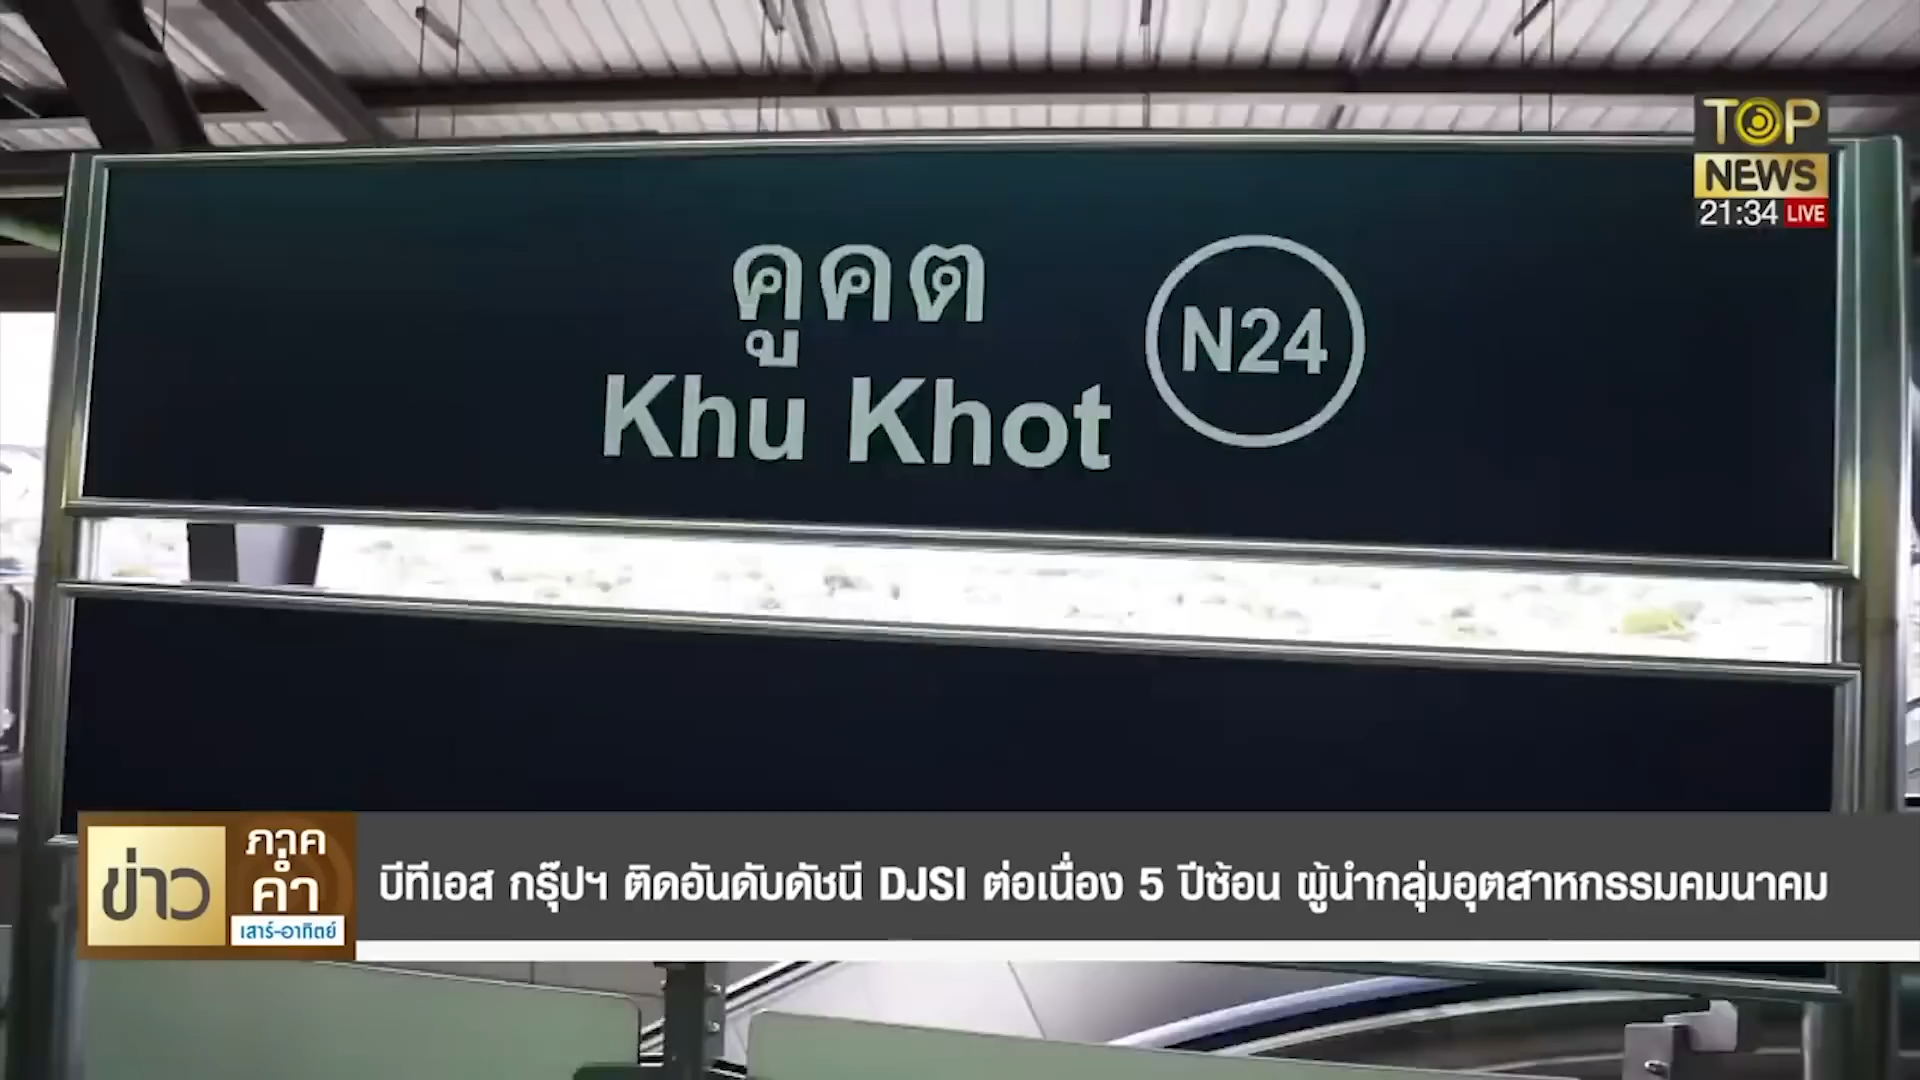 TOP
NEWS
21:34 LIVE
คูคต
Khu Khot
N24
ข่าว
ภาค
ค่ำ
เสาร์-อาทิตย์
บีทีเอส กรุ๊ปฯ ติดอันดับดัชนี DJSI ต่อเนื่อง 5 ปีซ้อน ผู้นำกลุ่มอุตสาหกรรมคมนาคม